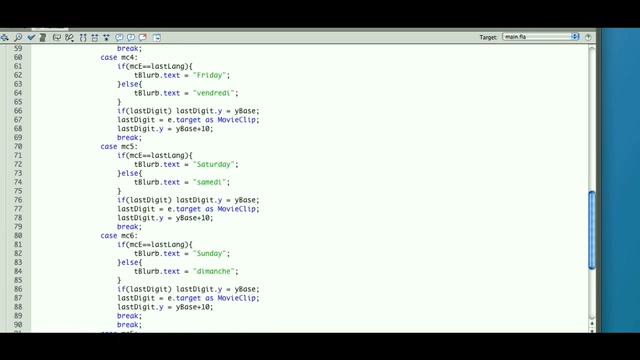 Target: main.fla
59 break;
60 case mc4:
61 if(mcE==lastLang){
62 tBlurb.text = "Friday";
63 }else{
64 tBlurb.text = "vendredi";
65 }
66 if(lastDigit) lastDigit.y = yBase;
67 lastDigit = e.target as MovieClip;
68 lastDigit.y = yBase+10;
69 break;
70 case mc5:
71 if(mcE==lastLang){
72 tBlurb.text = "Saturday";
73 }else{
74 tBlurb.text = "samedi";
75 }
76 if(lastDigit) lastDigit.y = yBase;
77 lastDigit = e.target as MovieClip;
78 lastDigit.y = yBase+10;
79 break;
80 case mc6:
81 if(mcE==lastLang){
82 tBlurb.text = "Sunday";
83 }else{
84 tBlurb.text = "dimanche";
85 }
86 if(lastDigit) lastDigit.y = yBase;
87 lastDigit = e.target as MovieClip;
88 lastDigit.y = yBase+10;
89 break;
90 break;